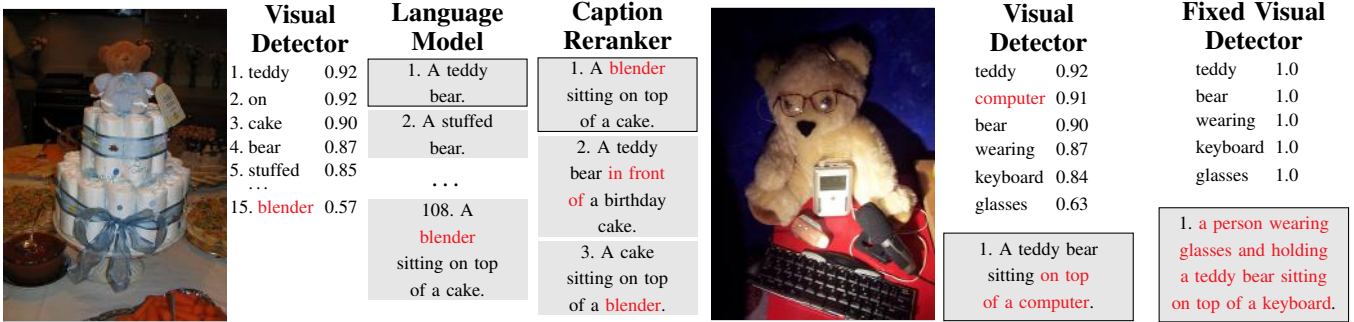 Visual
Detector
1. teddy 0.92
2. on 0.92
3. cake 0.90
4. bear 0.87
5. stuffed 0.85
...
15. blender 0.57
Language
Model
1. A teddy
bear.
2. A stuffed
bear.
...
108. A
blender
sitting on top
of a cake.
Caption
Reranker
1. A blender
sitting on top
of a cake.
2. A teddy
bear in front
of a birthday
cake.
3. A cake
sitting on top
of a blender.
Visual
Detector
teddy 0.92
computer 0.91
bear 0.90
wearing 0.87
keyboard 0.84
glasses 0.63
1. A teddy bear
sitting on top
of a computer.
Fixed Visual
Detector
teddy 1.0
bear 1.0
wearing 1.0
keyboard 1.0
glasses 1.0
1. a person wearing
glasses and holding
a teddy bear sitting
on top of a keyboard.